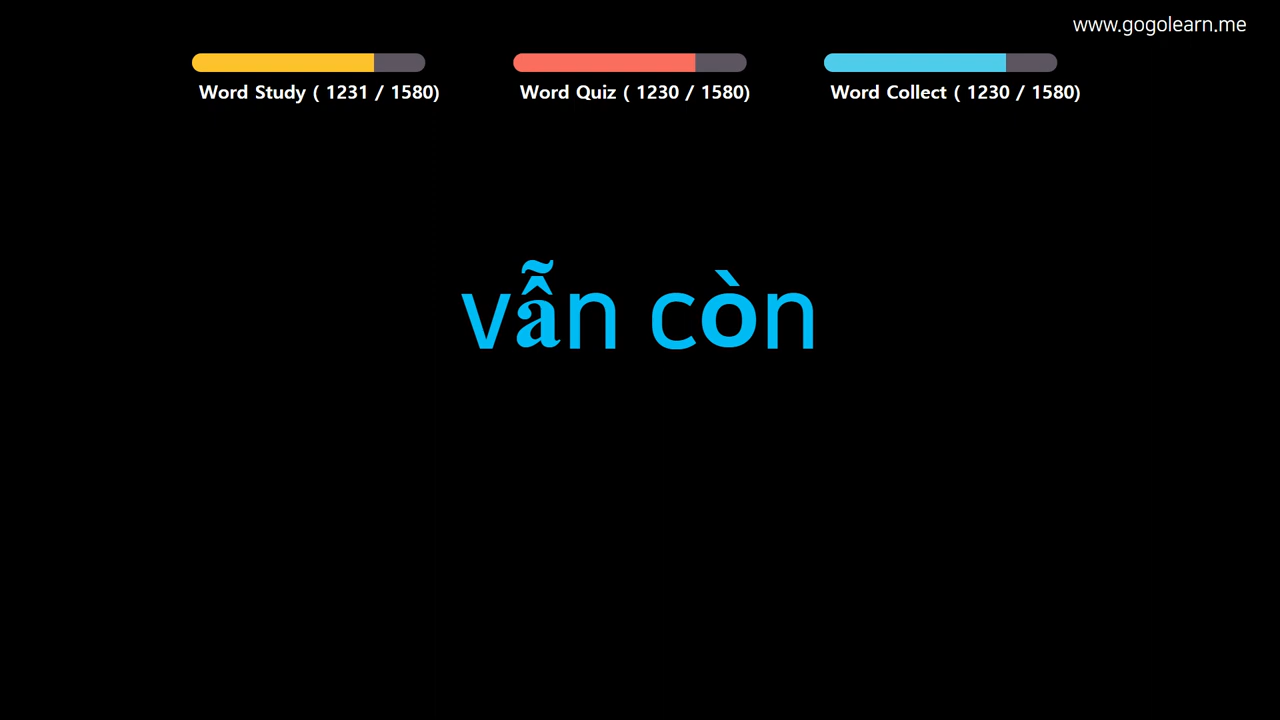 www.gogolearn.me
Word Study ( 1231 / 1580)
Word Quiz ( 1230 / 1580)
Word Collect ( 1230 / 1580)
vẫn còn